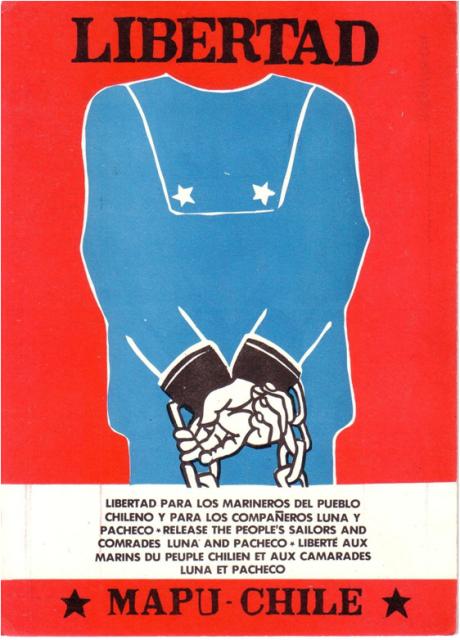 LIBERTAD
LIBERTAD PARA LOS MARINEROS DEL PUEBLO
CHILENO Y PARA LOS COMPAÑEROS LUNA Y
PACHECO • RELEASE THE PEOPLE'S SAILORS AND
COMRADES LUNA AND PACHECO • LIBERTÉ AUX
MARINS DU PEUPLE CHILIEN ET AUX CAMARADES
LUNA ET PACHECO
★ MAPU - CHILE ★